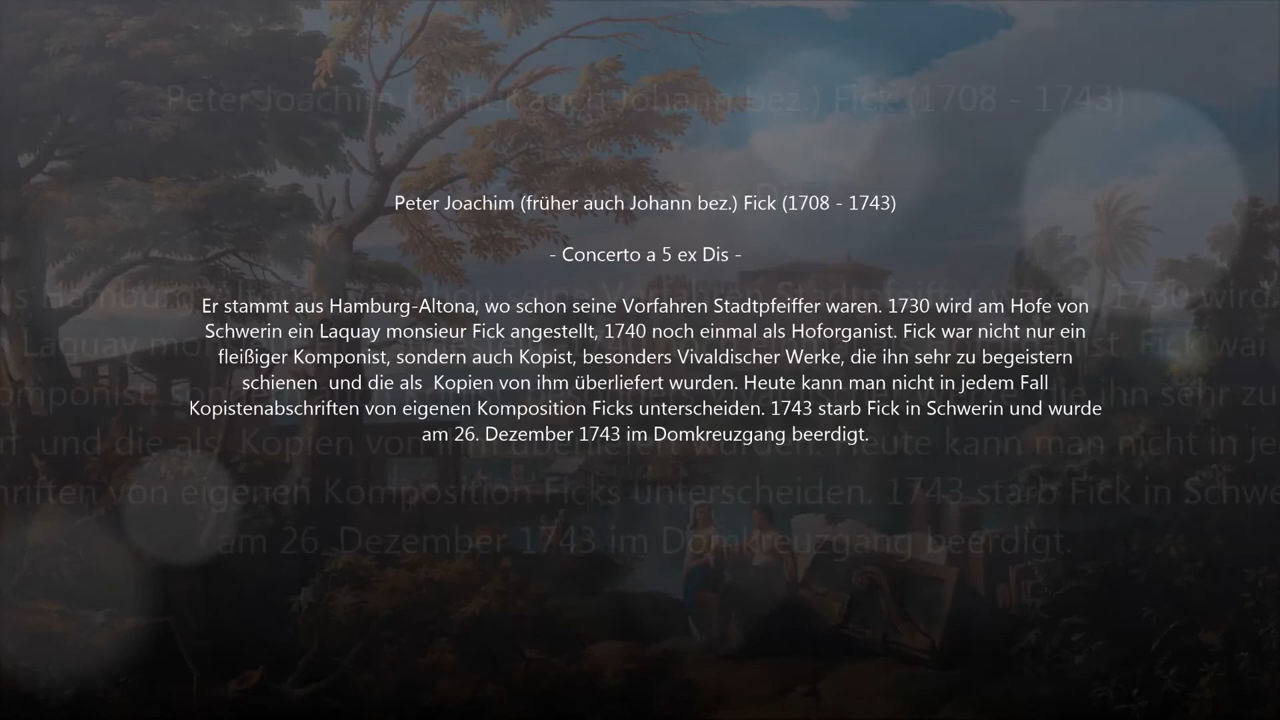 Peter Joachim (früher auch Johann bez.) Fick (1708 - 1743)
- Concerto a 5 ex Dis -
Er stammt aus Hamburg-Altona, wo schon seine Vorfahren Stadtpfeiffer waren. 1730 wird am Hofe von
Schwerin ein Laquay monsieur Fick angestellt, 1740 noch einmal als Hoforganist. Fick war nicht nur ein
fleißiger Komponist, sondern auch Kopist, besonders Vivaldischer Werke, die ihn sehr zu begeistern
schienen  und die als  Kopien von ihm überliefert wurden. Heute kann man nicht in jedem Fall
Kopistenabschriften von eigenen Komposition Ficks unterscheiden. 1743 starb Fick in Schwerin und wurde
am 26. Dezember 1743 im Domkreuzgang beerdigt.